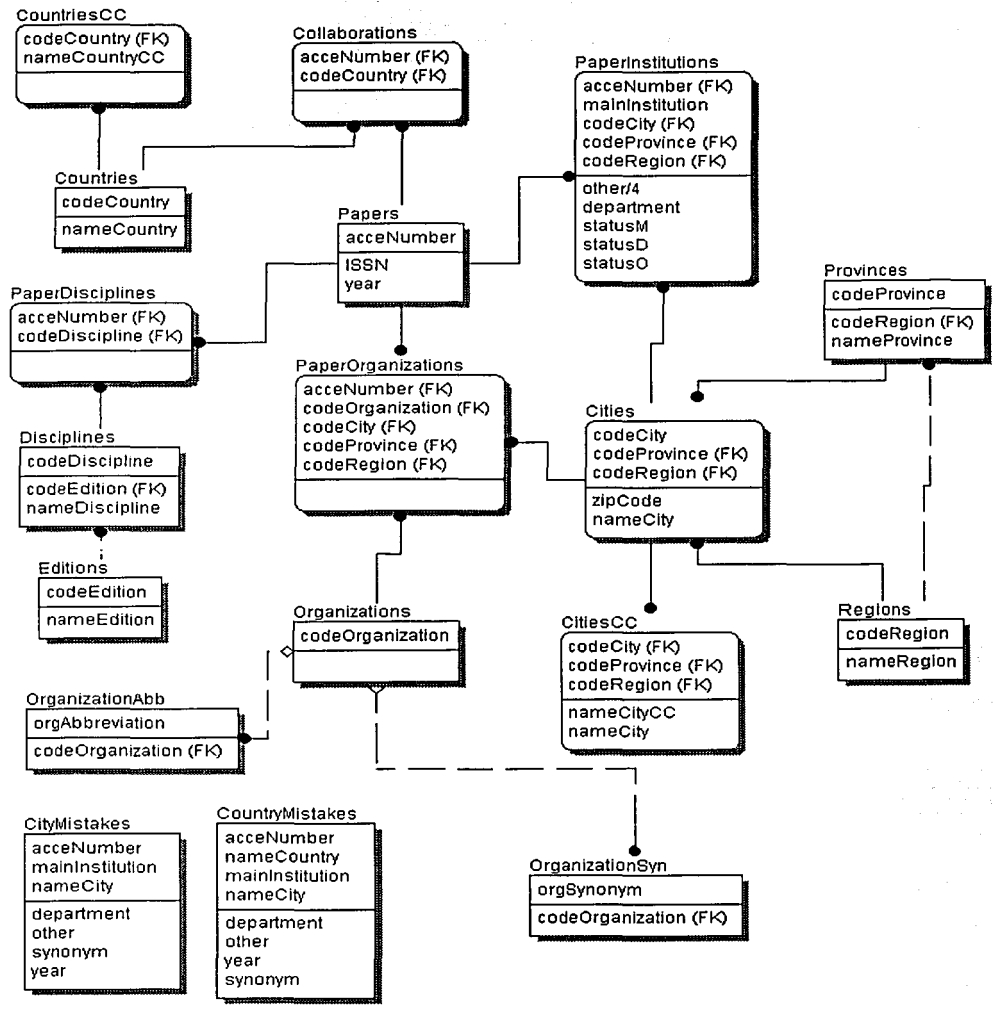 CountriesCC
codeCountry (FK)
nameCountryCC
Collaborations
acceNumber (FK)
codeCountry (FK)
PaperInstitutions
acceNumber (FK)
mainInstitution
codeCity (FK)
codeProvince (FK)
codeRegion (FK)
other/4
department
statusM
statusD
statusO
Countries
codeCountry
nameCountry
Papers
acceNumber
ISSN
year
Provinces
codeProvince
codeRegion (FK)
nameProvince
PaperDisciplines
acceNumber (FK)
codeDiscipline (FK)
PaperOrganizations
acceNumber (FK)
codeOrganization (FK)
codeCity (FK)
codeProvince (FK)
codeRegion (FK)
Cities
codeCity
codeProvince (FK)
codeRegion (FK)
zipCode
nameCity
Disciplines
codeDiscipline
codeEdition (FK)
nameDiscipline
Editions
codeEdition
nameEdition
Organizations
codeOrganization
CitiesCC
codeCity (FK)
codeProvince (FK)
codeRegion (FK)
nameCityCC
nameCity
Regions
codeRegion
nameRegion
OrganizationAbb
orgAbbreviation
codeOrganization (FK)
CityMistakes
acceNumber
mainInstitution
nameCity
department
other
synonym
year
CountryMistakes
acceNumber
nameCountry
mainInstitution
nameCity
department
other
year
synonym
OrganizationSyn
orgSynonym
codeOrganization (FK)